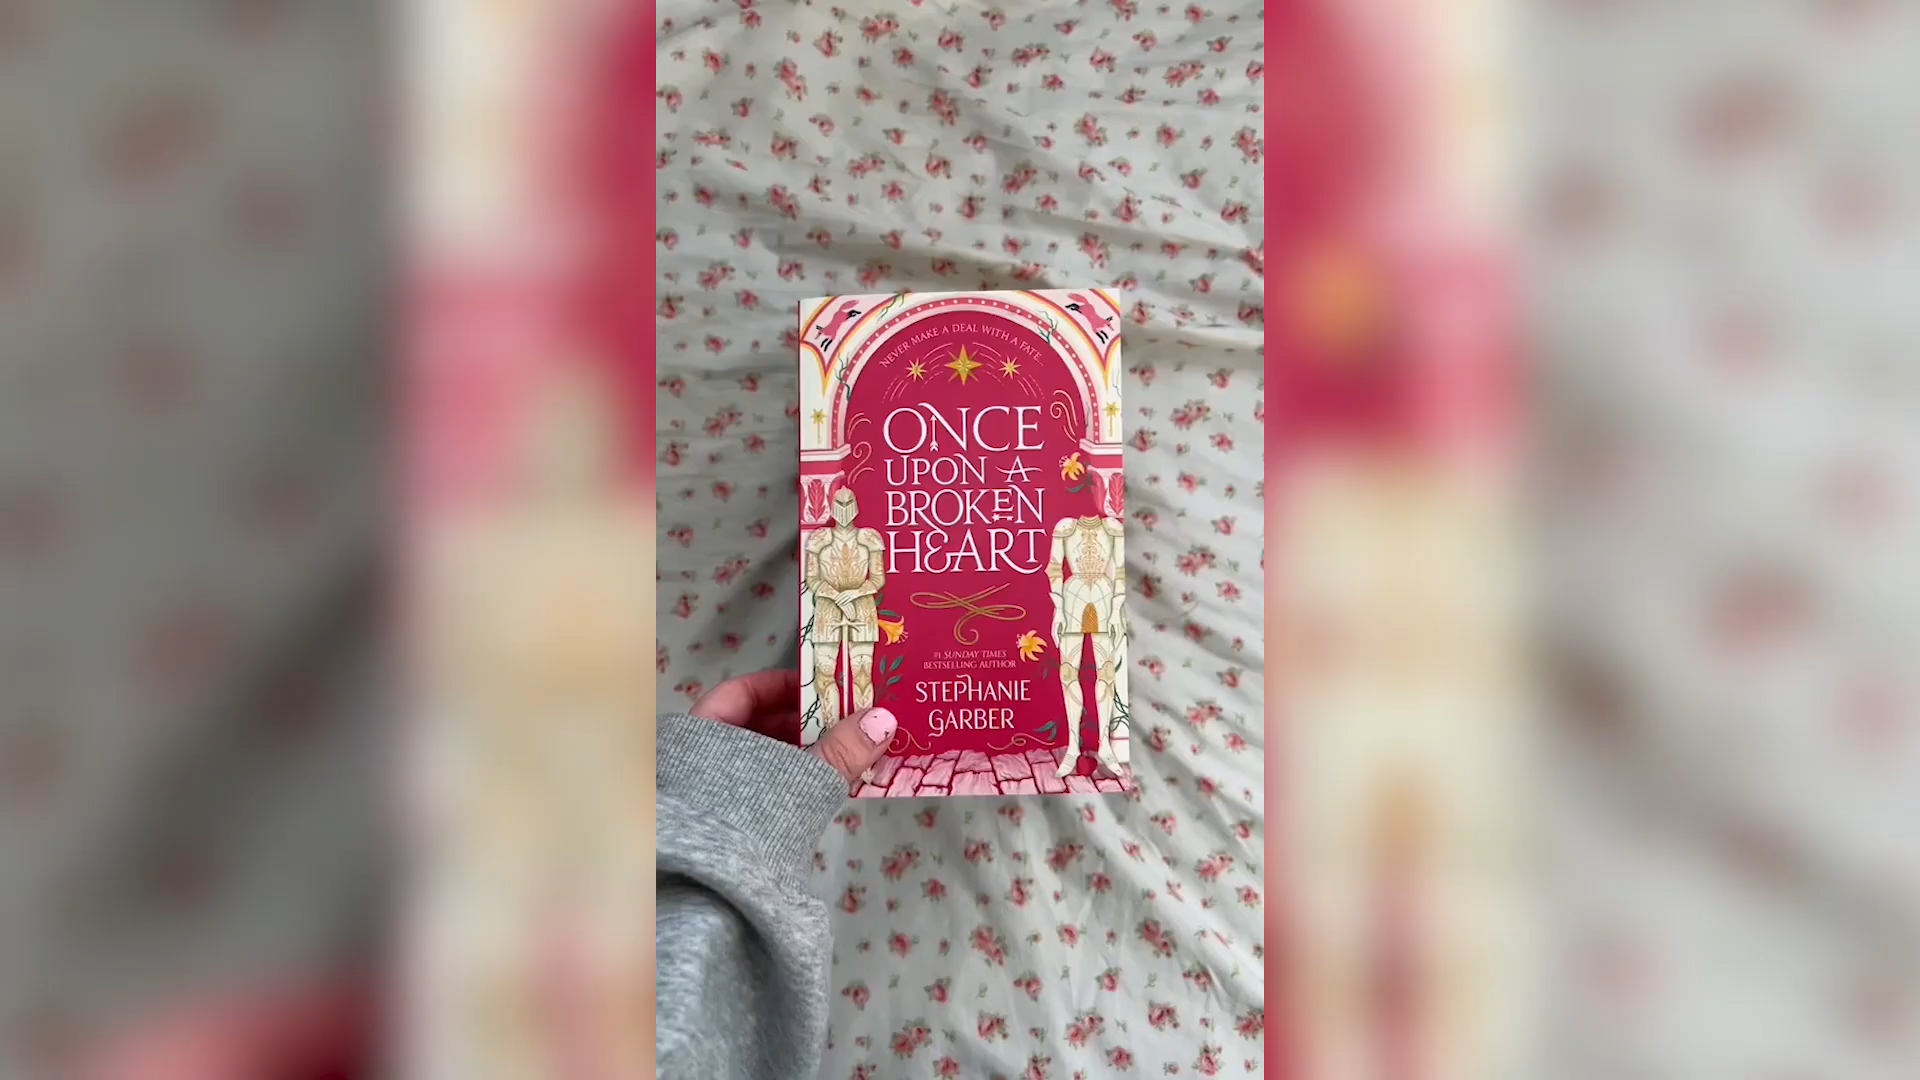 NEVER MAKE A DEAL WITH A FATE...
ONCE
UPON A
BROKEN
HEART
#1 SUNDAY TIMES
BESTSELLING AUTHOR
STEPHANIE
GARBER